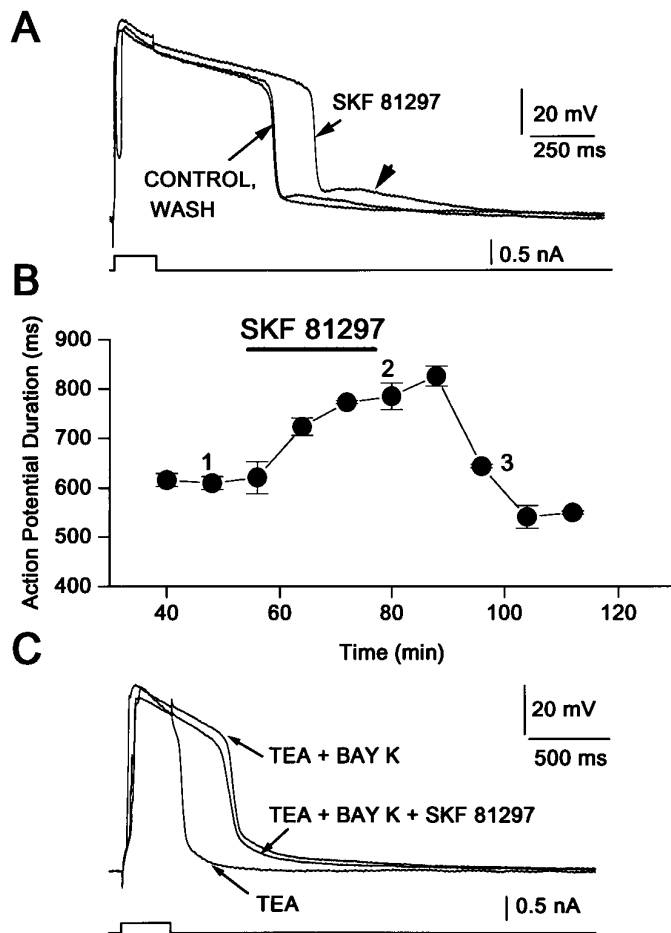 A
SKF 81297
20 mV
250 ms
CONTROL,
WASH
0.5 nA
B
SKF 81297
900
800
700
600
500
400
1
2
3
40
60
80
100
120
Action Potential Duration (ms)
Time (min)
C
20 mV
500 ms
TEA + BAY K
TEA + BAY K + SKF 81297
TEA
0.5 nA